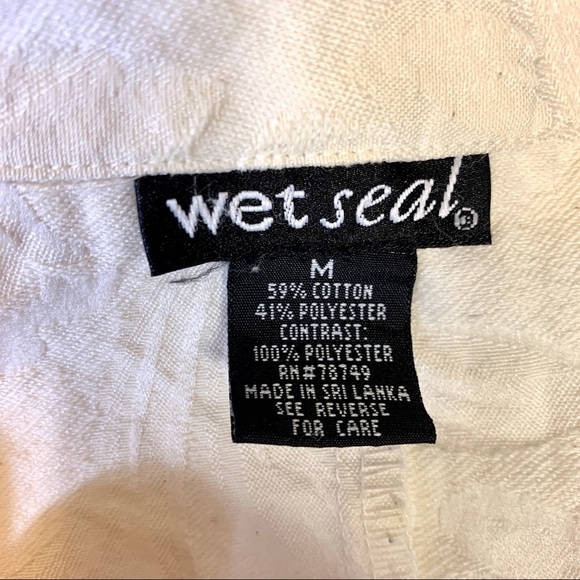 wet seal®
M
59% COTTON
41% POLYESTER
CONTRAST:
100% POLYESTER
RN#78749
MADE IN SRI LANKA
SEE REVERSE
FOR CARE